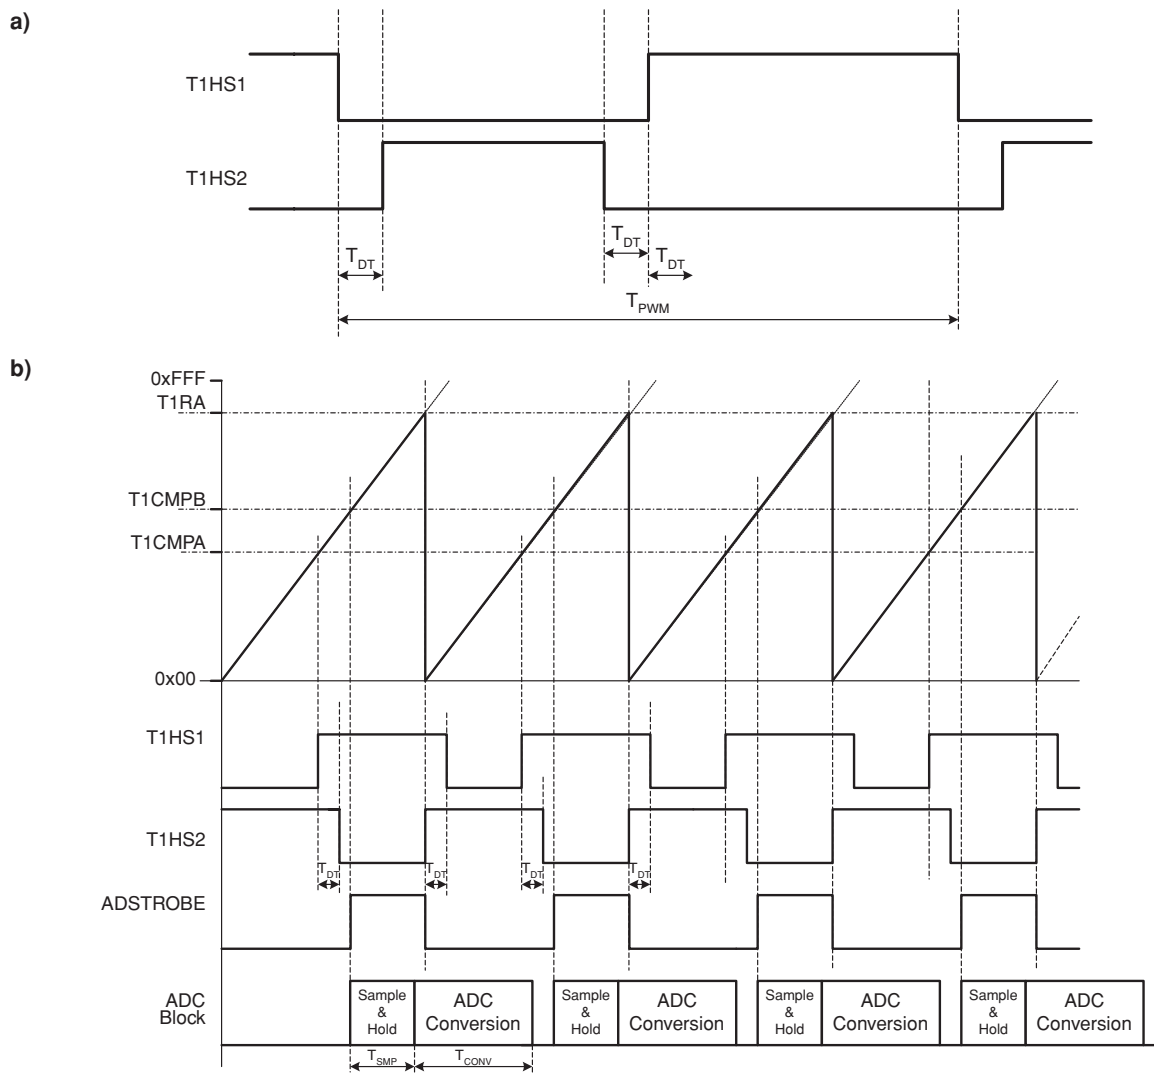 a)
T1HS1
T1HS2
TDT
TDT
TDT
TPWM
b)
0xFFF
T1RA
T1CMPB
T1CMPA
0x00
T1HS1
T1HS2
TDT
TDT
TDT
TDT
ADSTROBE
ADC
Block
Sample
&
Hold
ADC
Conversion
Sample
&
Hold
ADC
Conversion
Sample
&
Hold
ADC
Conversion
Sample
&
Hold
ADC
Conversion
TSMP
TCONV